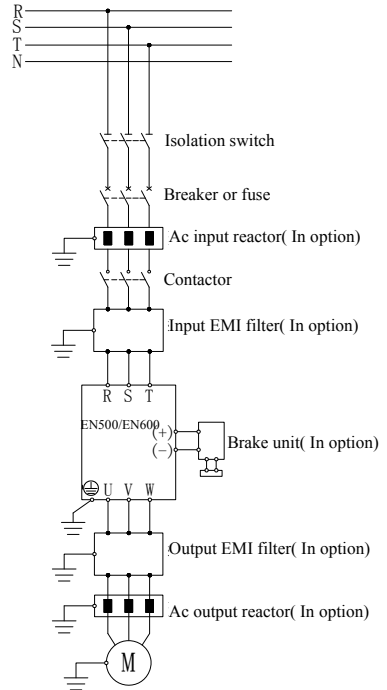 R
S
T
N
Isolation switch
Breaker or fuse
Ac input reactor( In option)
Contactor
Input EMI filter( In option)
R S T
EN500/EN600
(+)
(−)
Brake unit( In option)
U V W
Output EMI filter( In option)
Ac output reactor( In option)
M